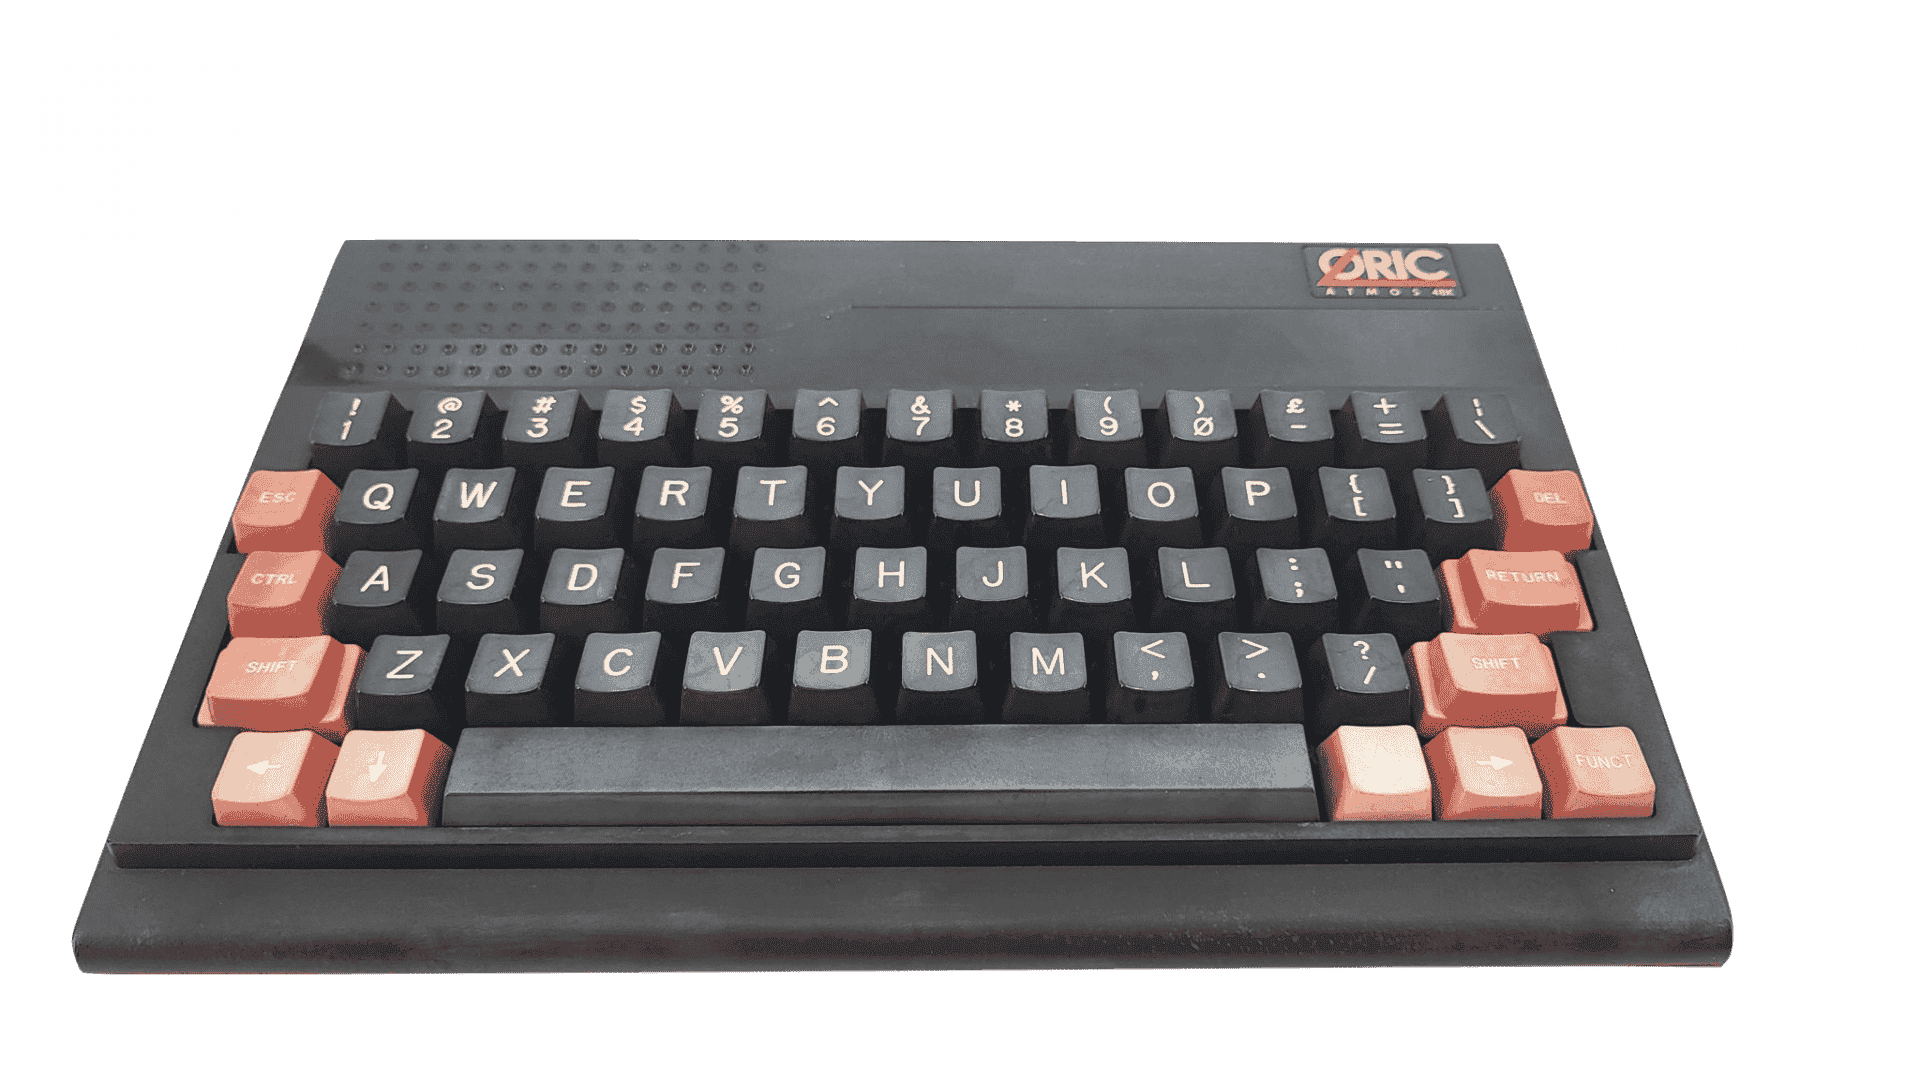 ORIC
ATMOS 48K
! @ # $ % ^ & * ( ) £ + ¦
1 2 3 4 5 6 7 8 9 0 - = \
ESC Q W E R T Y U I O P { } DEL
[ ]
CTRL A S D F G H J K L : " RETURN
; '
SHIFT Z X C V B N M < > ? SHIFT
, . /
← ↓ → FUNCT